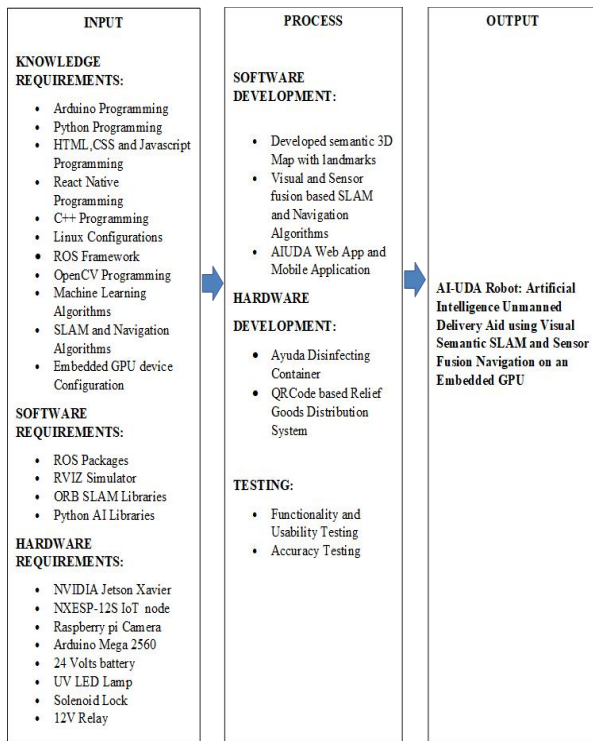 INPUT
KNOWLEDGE
REQUIREMENTS:
• Arduino Programming
• Python Programming
• HTML,CSS and Javascript
Programming
• React Native
Programming
• C++ Programming
• Linux Configurations
• ROS Framework
• OpenCV Programming
• Machine Learning
Algorithms
• SLAM and Navigation
Algorithms
• Embedded GPU device
Configuration
SOFTWARE
REQUIREMENTS:
• ROS Packages
• RVIZ Simulator
• ORB SLAM Libraries
• Python AI Libraries
HARDWARE
REQUIREMENTS:
• NVIDIA Jetson Xavier
• NXESP-12S IoT node
• Raspberry pi Camera
• Arduino Mega 2560
• 24 Volts battery
• UV LED Lamp
• Solenoid Lock
• 12V Relay
PROCESS
SOFTWARE
DEVELOPMENT:
• Developed semantic 3D
Map with landmarks
• Visual and Sensor
fusion based SLAM
and Navigation
Algorithms
• AIUDA Web App and
Mobile Application
HARDWARE
DEVELOPMENT:
• Ayuda Disinfecting
Container
• QRCode based Relief
Goods Distribution
System
TESTING:
• Functionality and
Usability Testing
• Accuracy Testing
OUTPUT
AI-UDA Robot: Artificial
Intelligence Unmanned
Delivery Aid using Visual
Semantic SLAM and Sensor
Fusion Navigation on an
Embedded GPU